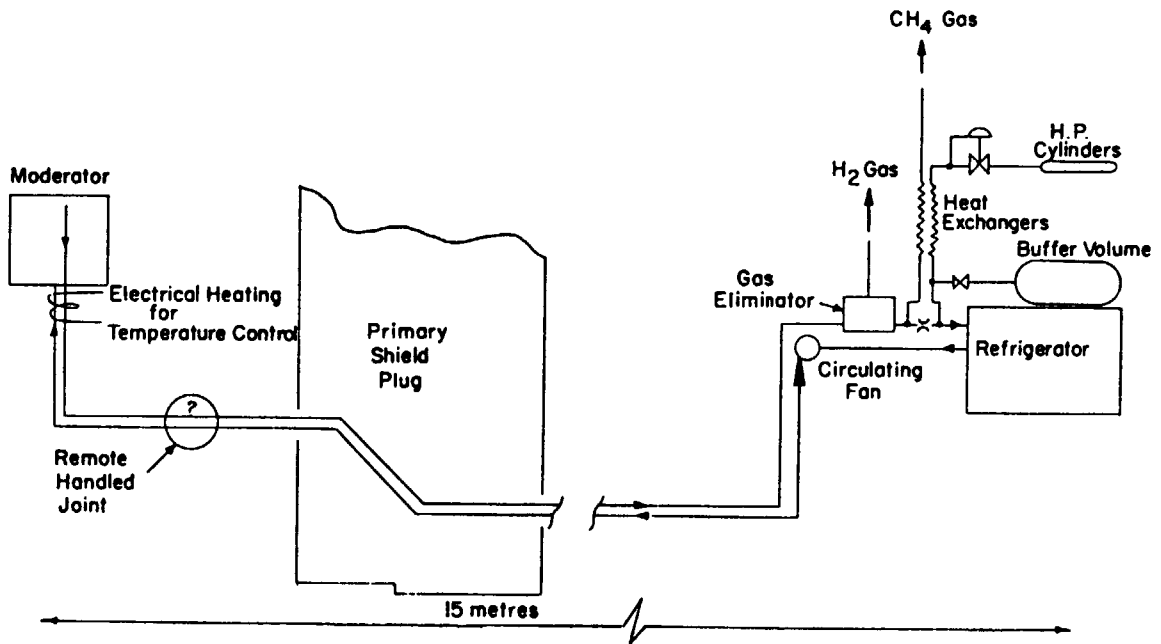 CH4 Gas
H.P.
Cylinders
H2 Gas
Moderator
Heat
Exchangers
Buffer Volume
Gas
Eliminator
Electrical Heating
for
Temperature Control
Primary
Shield
Plug
Refrigerator
Circulating
Fan
?
Remote
Handled
Joint
15 metres